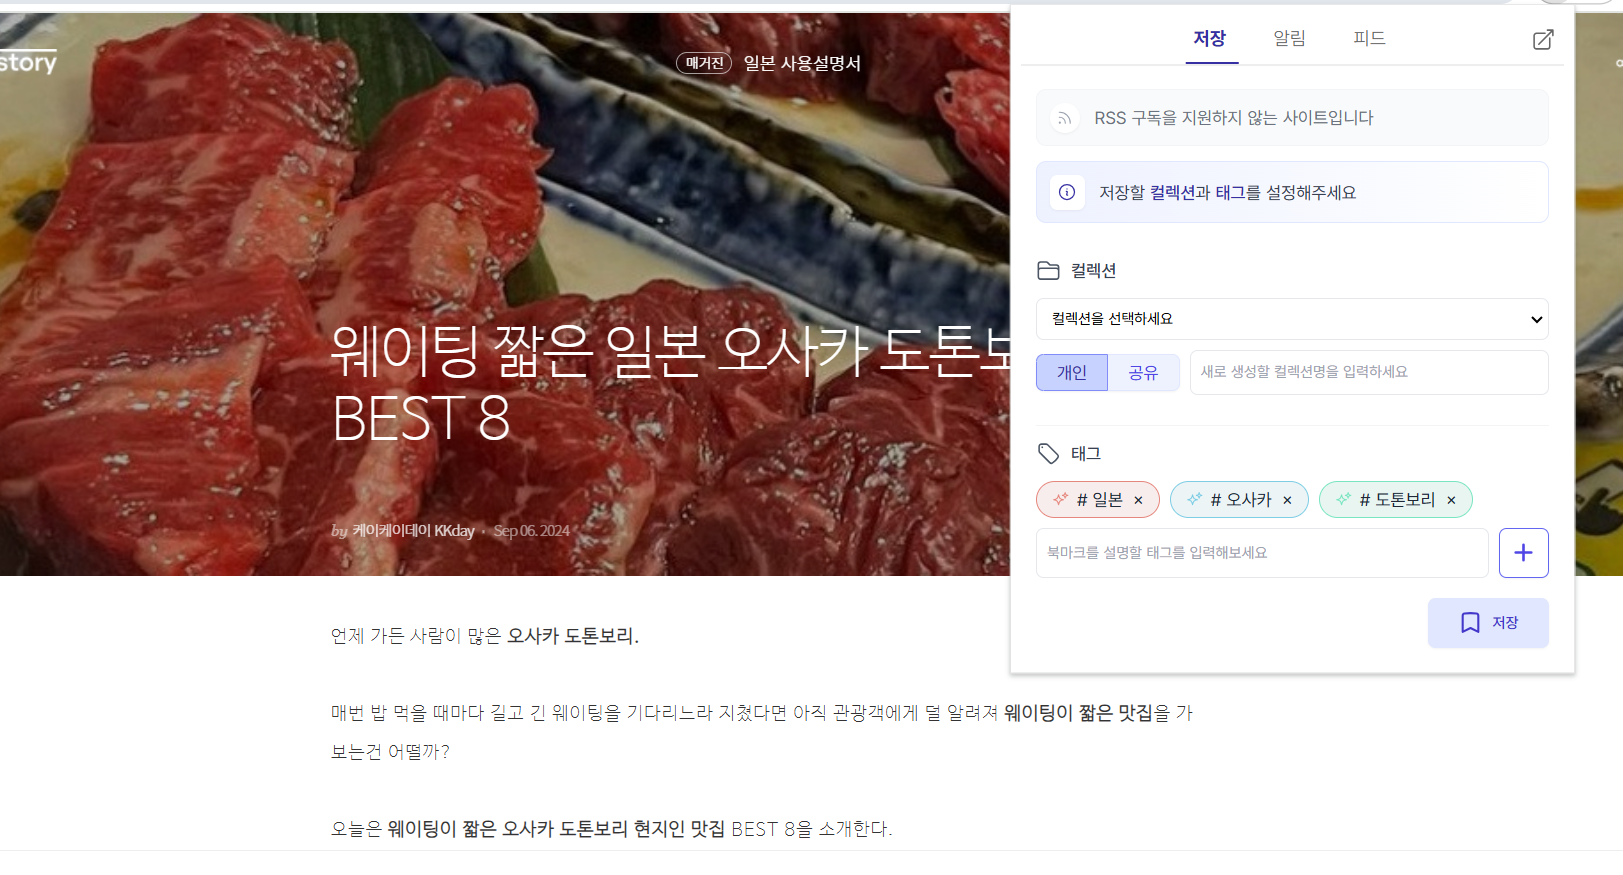 story
매거진 일본 사용설명서
웨이팅 짧은 일본 오사카 도톤보
BEST 8
by 케이케이데이 KKday · Sep 06. 2024
언제 가든 사람이 많은 오사카 도톤보리.
매번 밥 먹을 때마다 길고 긴 웨이팅을 기다리느라 지쳤다면 아직 관광객에게 덜 알려져 웨이팅이 짧은 맛집을 가
보는건 어떨까?
오늘은 웨이팅이 짧은 오사카 도톤보리 현지인 맛집 BEST 8을 소개한다.
저장 알림 피드
RSS 구독을 지원하지 않는 사이트입니다
저장할 컬렉션과 태그를 설정해주세요
컬렉션
컬렉션을 선택하세요
개인 공유 새로 생성할 컬렉션명을 입력하세요
태그
# 일본 × # 오사카 × # 도톤보리 ×
북마크를 설명할 태그를 입력해보세요
저장